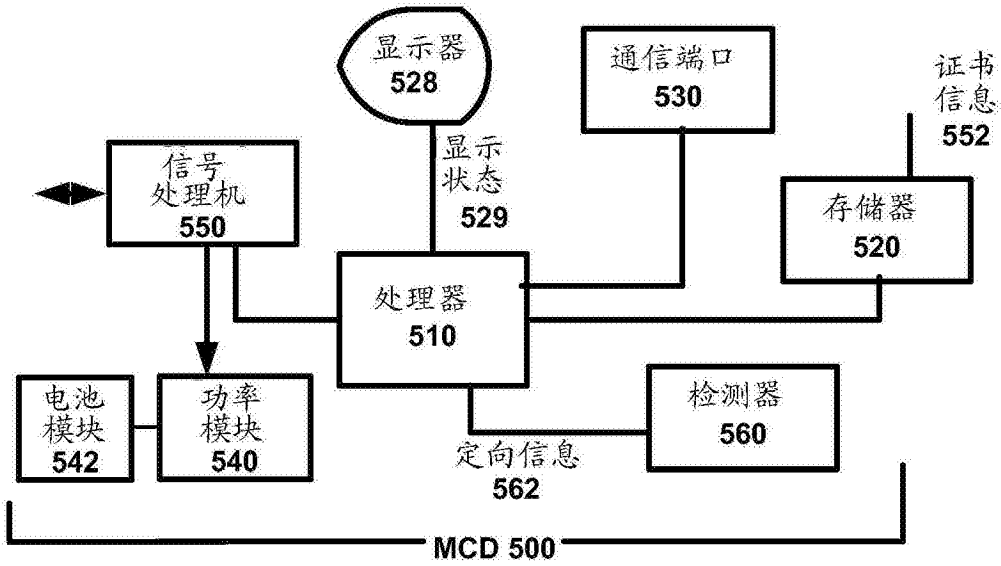 显示器
528
通信端口
530
证书
信息
552
信号
处理机
550
显示
状态
529
存储器
520
处理器
510
电池
模块
542
功率
模块
540
检测器
560
定向信息
562
MCD 500